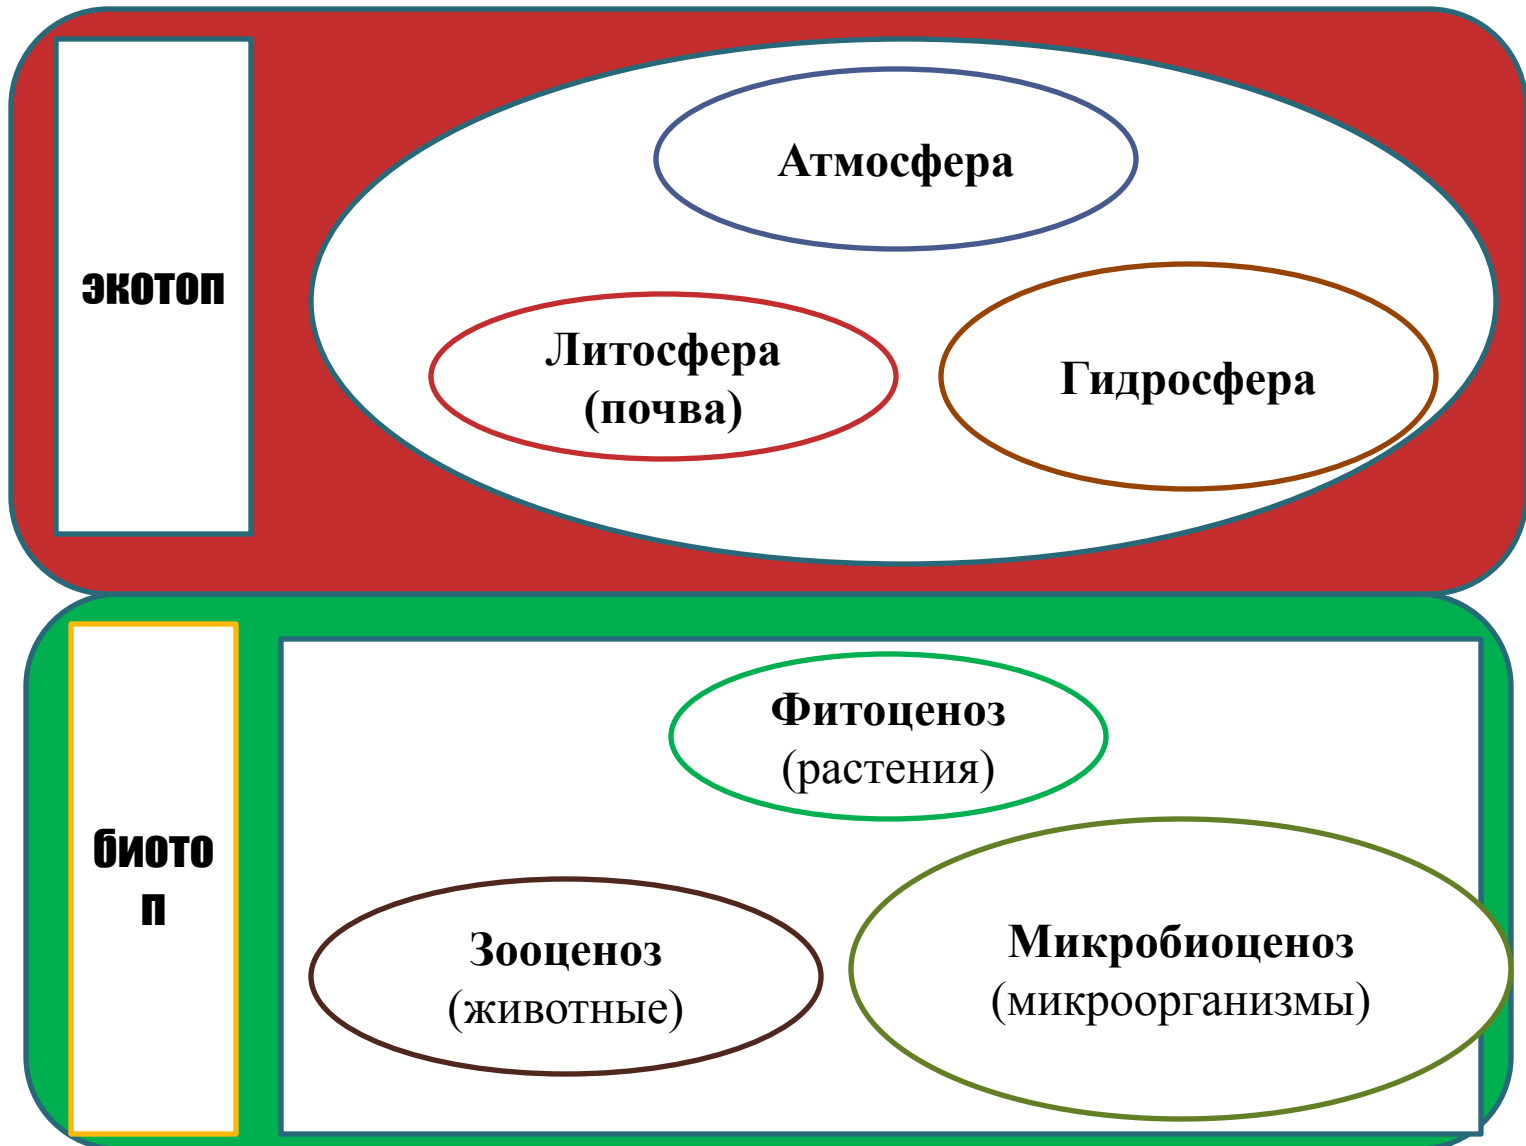 экотоп
Атмосфера
Литосфера
(почва)
Гидросфера
биото
п
Фитоценоз
(растения)
Зооценоз
(животные)
Микробиоценоз
(микроорганизмы)